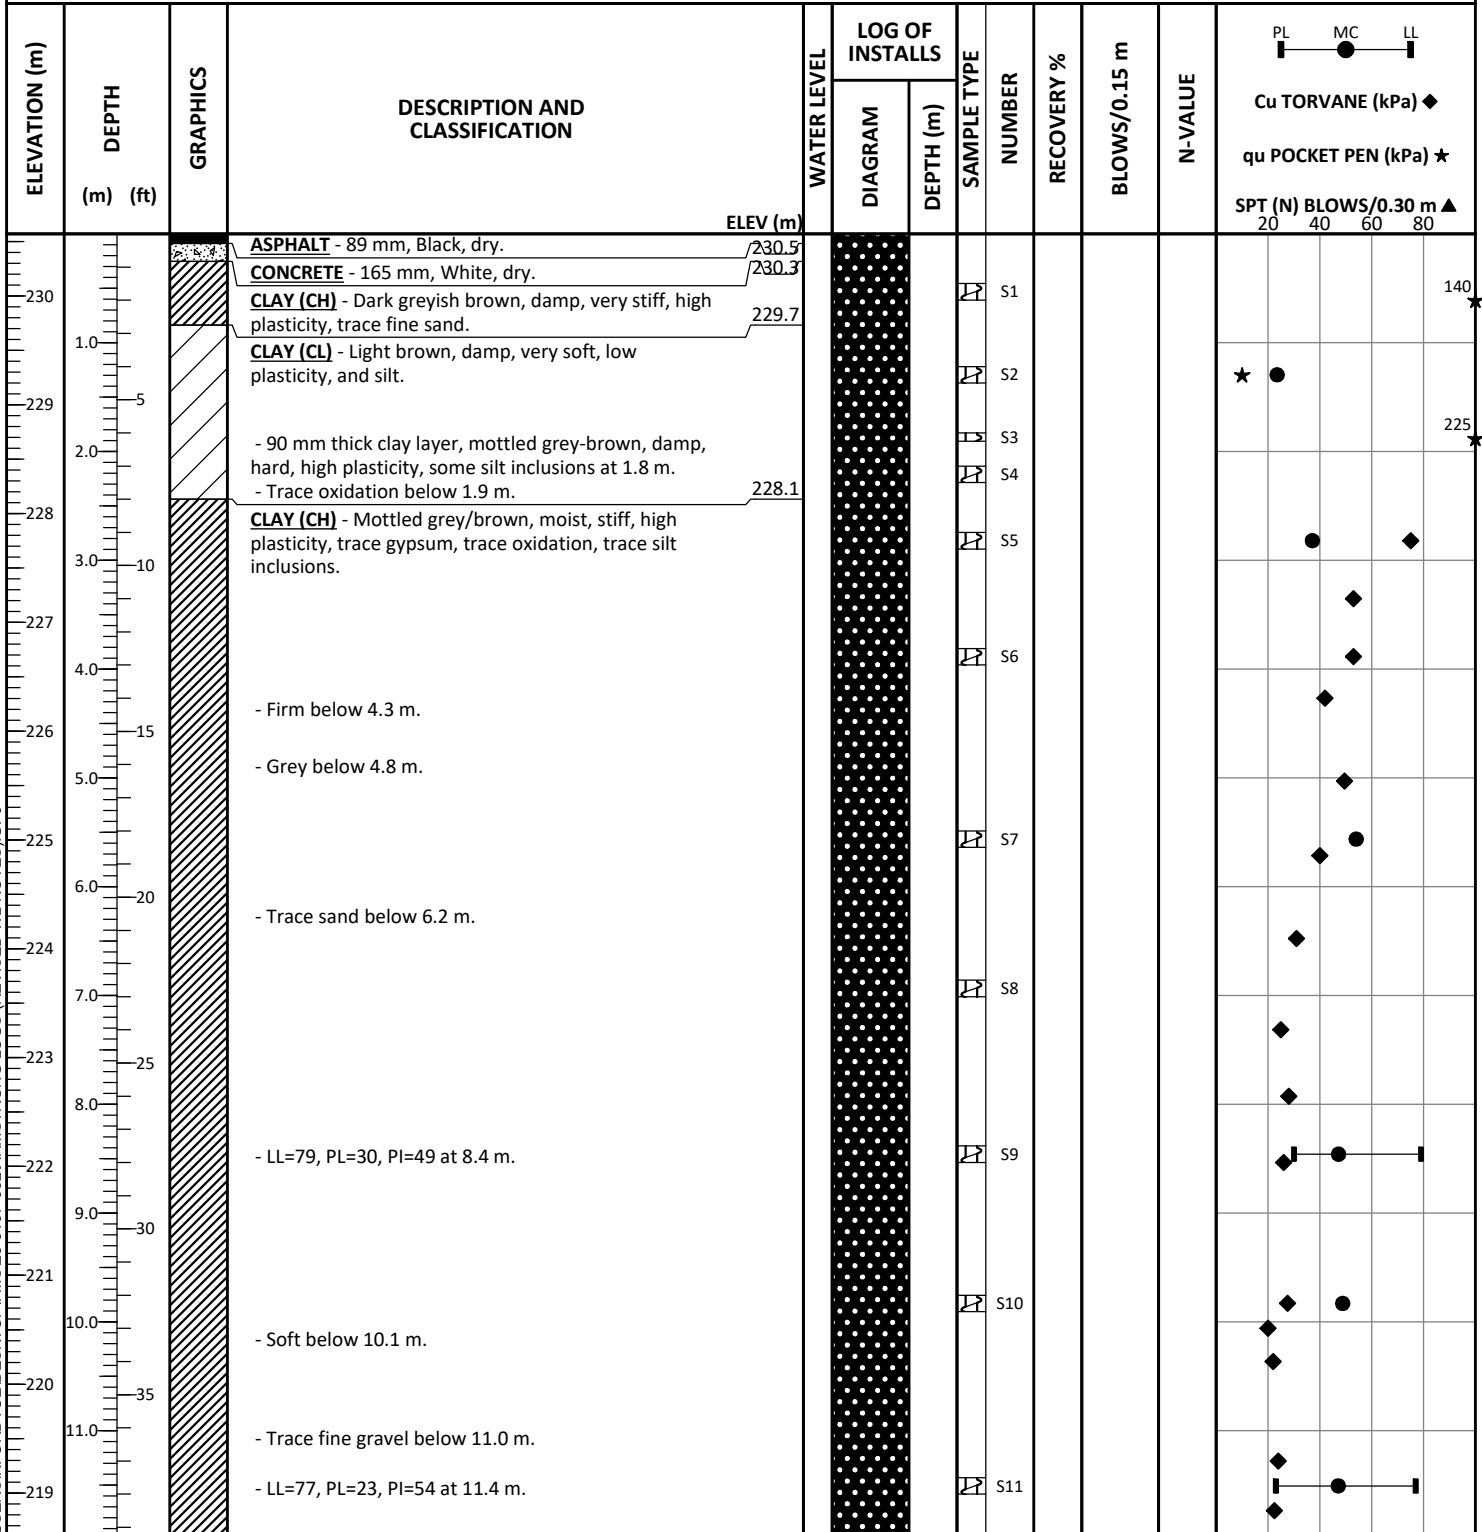 ELEVATION (m)
DEPTH
(m) (ft)
GRAPHICS
DESCRIPTION AND
CLASSIFICATION
ELEV (m)
WATER LEVEL
LOG OF
INSTALLS
DIAGRAM
DEPTH (m)
SAMPLE TYPE
NUMBER
RECOVERY %
BLOWS/0.15 m
N-VALUE
PL MC LL
Cu TORVANE (kPa)
qu POCKET PEN (kPa)
SPT (N) BLOWS/0.30 m
20 40 60 80
ASPHALT - 89 mm, Black, dry. 230.5
CONCRETE - 165 mm, White, dry. 230.3
230 S1 140
CLAY (CH) - Dark greyish brown, damp, very stiff, high
plasticity, trace fine sand. 229.7
1.0
CLAY (CL) - Light brown, damp, very soft, low
plasticity, and silt. S2
229 5
- 90 mm thick clay layer, mottled grey-brown, damp, S3 225
2.0 hard, high plasticity, some silt inclusions at 1.8 m. S4
- Trace oxidation below 1.9 m. 228.1
228
CLAY (CH) - Mottled grey/brown, moist, stiff, high
plasticity, trace gypsum, trace oxidation, trace silt S5
3.0 10 inclusions.
227
S6
4.0
- Firm below 4.3 m.
226 15
- Grey below 4.8 m.
5.0
225 S7
6.0
20
- Trace sand below 6.2 m.
224
7.0 S8
223 25
8.0
222 - LL=79, PL=30, PI=49 at 8.4 m. S9
9.0
30
221
S10
10.0
- Soft below 10.1 m.
220
35
11.0
- Trace fine gravel below 11.0 m.
219 - LL=77, PL=23, PI=54 at 11.4 m. S11